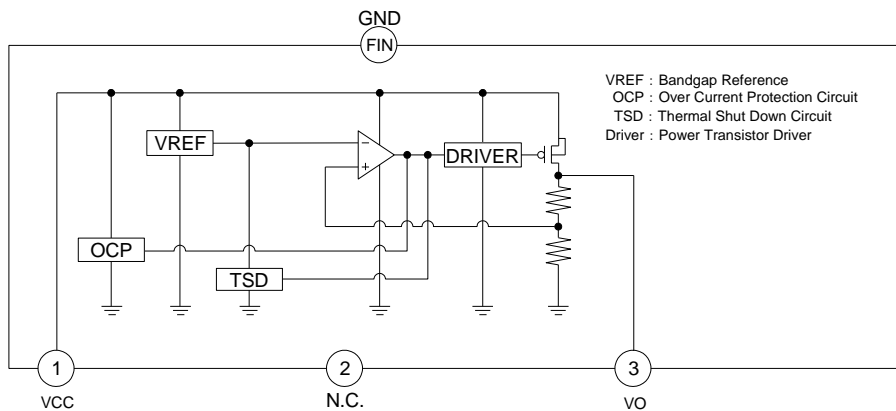 GND
FIN
VREF : Bandgap Reference
OCP : Over Current Protection Circuit
TSD : Thermal Shut Down Circuit
Driver : Power Transistor Driver
VREF
−
+
DRIVER
OCP
TSD
1
2
3
VCC
N.C.
VO